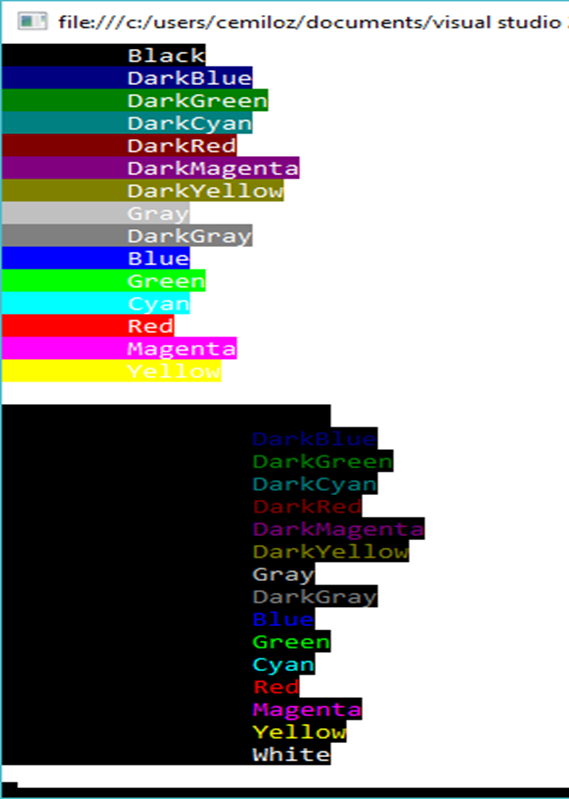 file:///c:/users/cemiloz/documents/visual studio
Black
DarkBlue
DarkGreen
DarkCyan
DarkRed
DarkMagenta
DarkYellow
Gray
DarkGray
Blue
Green
Cyan
Red
Magenta
Yellow
DarkBlue
DarkGreen
DarkCyan
DarkRed
DarkMagenta
DarkYellow
Gray
DarkGray
Blue
Green
Cyan
Red
Magenta
Yellow
White